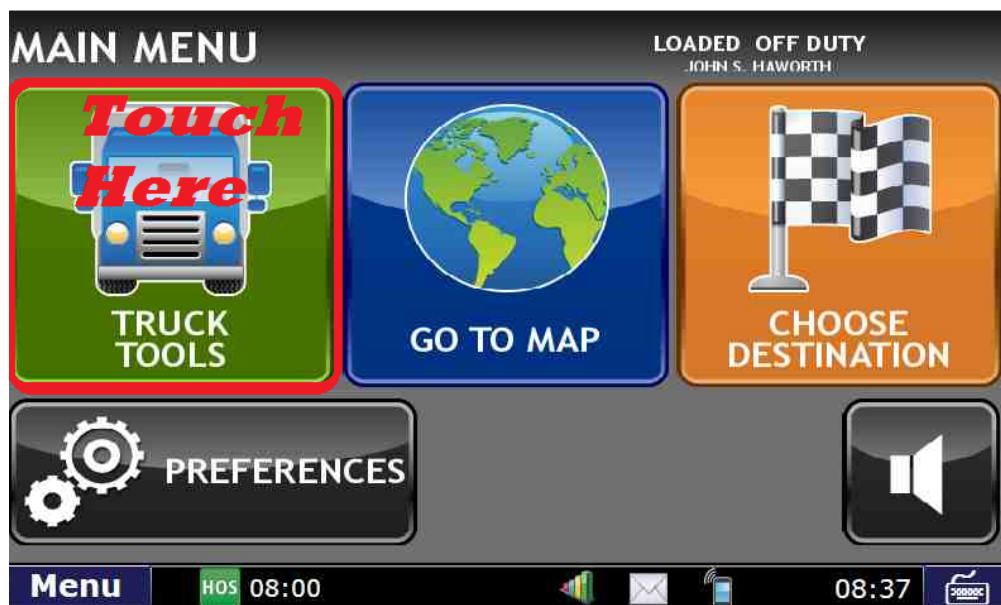 MAIN MENU
LOADED OFF DUTY
JOHN S. HAWORTH
Touch
Here
TRUCK
TOOLS
GO TO MAP
CHOOSE
DESTINATION
PREFERENCES
Menu HOS 08:00 08:37